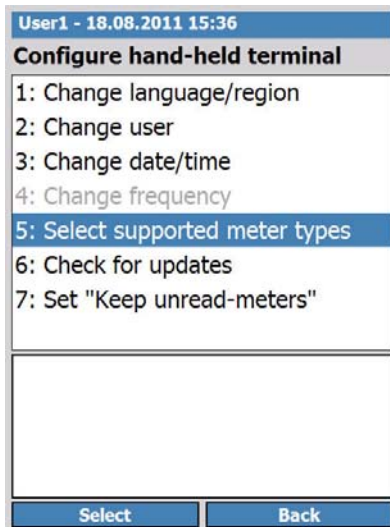 User1 - 18.08.2011 15:36
Configure hand-held terminal
1: Change language/region
2: Change user
3: Change date/time
4: Change frequency
5: Select supported meter types
6: Check for updates
7: Set "Keep unread-meters"
Select Back